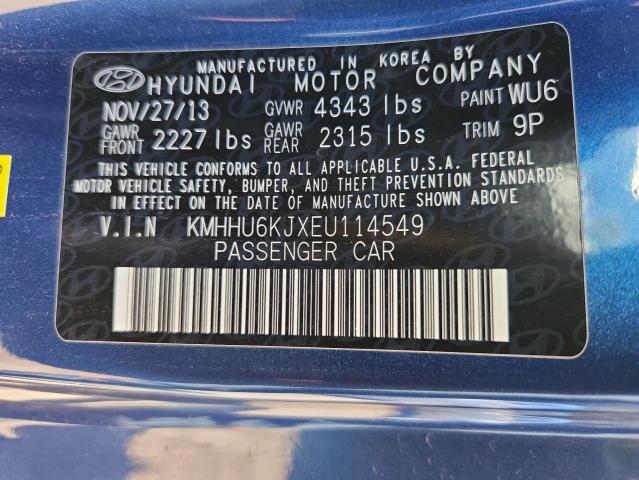 MANUFACTURED IN KOREA BY
HYUNDAI MOTOR COMPANY
NOV/27/13 GVWR 4343 lbs PAINT WU6
GAWR FRONT 2227 lbs GAWR REAR 2315 lbs TRIM 9P
THIS VEHICLE CONFORMS TO ALL APPLICABLE U.S.A. FEDERAL
MOTOR VEHICLE SAFETY, BUMPER, AND THEFT PREVENTION STANDARDS
IN EFFECT ON THE DATE OF MANUFACTURE SHOWN ABOVE
V.I.N KMHHU6KJXEU114549
PASSENGER CAR